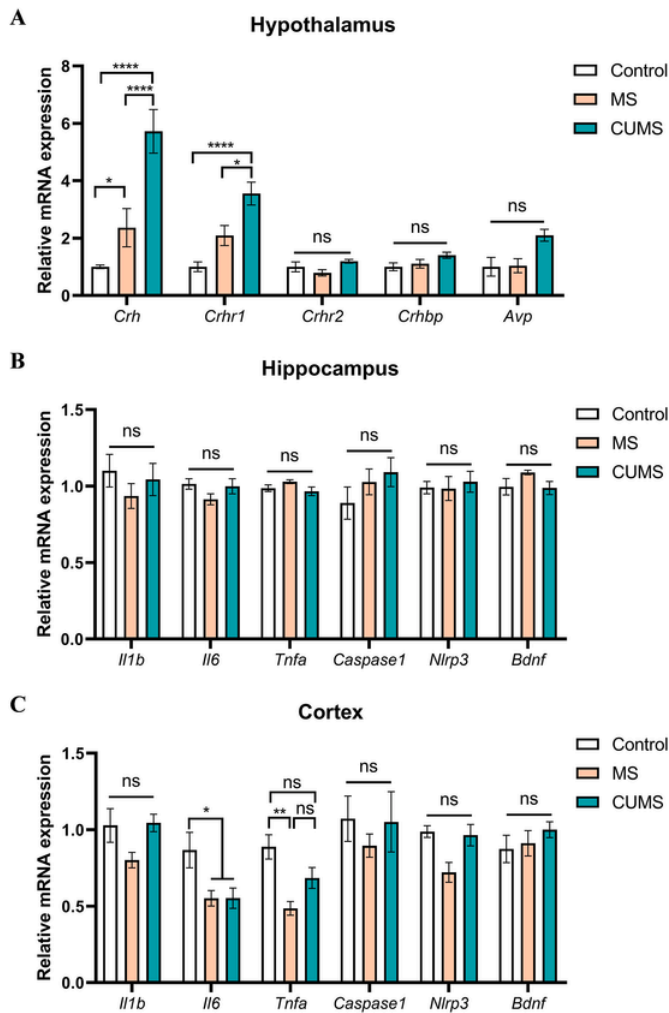 A
Hypothalamus
Relative mRNA expression
8
6
4
2
0
****
****
*
****
*
ns
ns
ns
Crh
Crhr1
Crhr2
Crhbp
Avp
Control
MS
CUMS
B
Hippocampus
Relative mRNA expression
1.5
1.0
0.5
0.0
ns
ns
ns
ns
ns
ns
Il1b
Il6
Tnfa
Caspase1
Nlrp3
Bdnf
Control
MS
CUMS
C
Cortex
Relative mRNA expression
1.5
1.0
0.5
0.0
ns
*
ns
**
ns
ns
ns
ns
Il1b
Il6
Tnfa
Caspase1
Nlrp3
Bdnf
Control
MS
CUMS